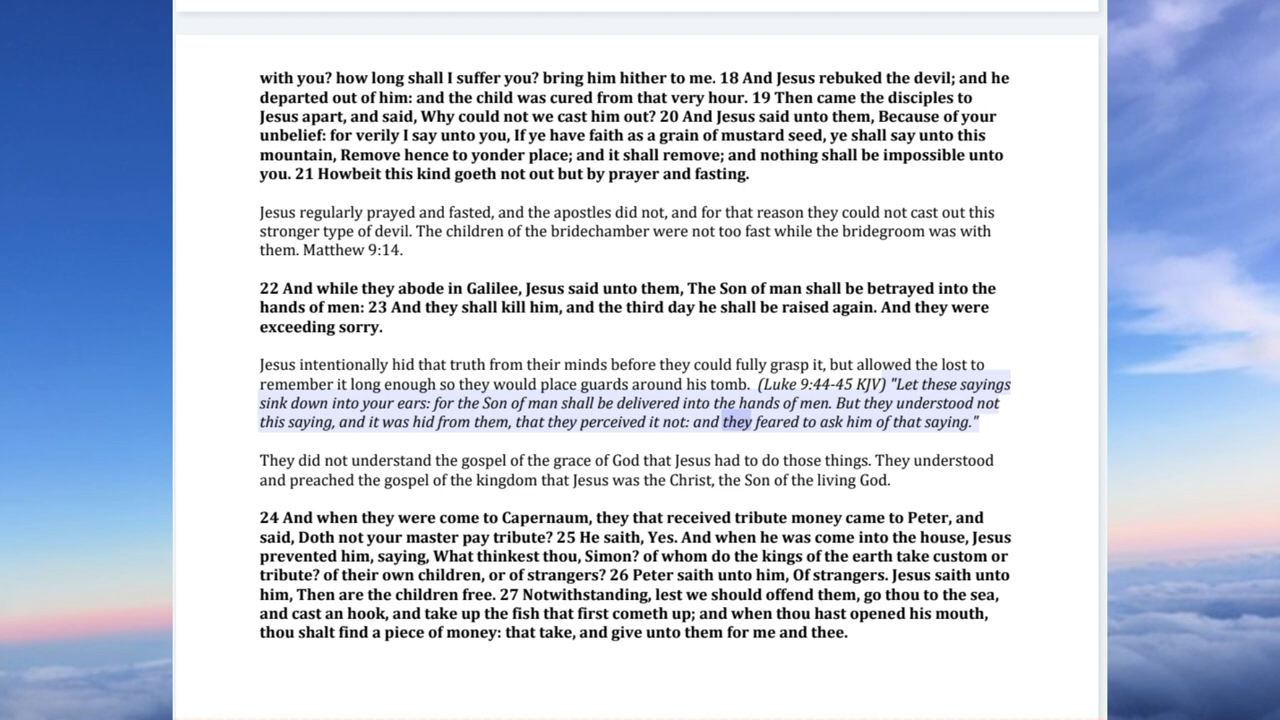 with you? how long shall I suffer you? bring him hither to me. 18 And Jesus rebuked the devil; and he
departed out of him: and the child was cured from that very hour. 19 Then came the disciples to
Jesus apart, and said, Why could not we cast him out? 20 And Jesus said unto them, Because of your
unbelief: for verily I say unto you, If ye have faith as a grain of mustard seed, ye shall say unto this
mountain, Remove hence to yonder place; and it shall remove; and nothing shall be impossible unto
you. 21 Howbeit this kind goeth not out but by prayer and fasting.
Jesus regularly prayed and fasted, and the apostles did not, and for that reason they could not cast out this
stronger type of devil. The children of the bridechamber were not too fast while the bridegroom was with
them. Matthew 9:14.
22 And while they abode in Galilee, Jesus said unto them, The Son of man shall be betrayed into the
hands of men: 23 And they shall kill him, and the third day he shall be raised again. And they were
exceeding sorry.
Jesus intentionally hid that truth from their minds before they could fully grasp it, but allowed the lost to
remember it long enough so they would place guards around his tomb. (Luke 9:44-45 KJV) "Let these sayings
sink down into your ears: for the Son of man shall be delivered into the hands of men. But they understood not
this saying, and it was hid from them, that they perceived it not: and they feared to ask him of that saying."
They did not understand the gospel of the grace of God that Jesus had to do those things. They understood
and preached the gospel of the kingdom that Jesus was the Christ, the Son of the living God.
24 And when they were come to Capernaum, they that received tribute money came to Peter, and
said, Doth not your master pay tribute? 25 He saith, Yes. And when he was come into the house, Jesus
prevented him, saying, What thinkest thou, Simon? of whom do the kings of the earth take custom or
tribute? of their own children, or of strangers? 26 Peter saith unto him, Of strangers. Jesus saith unto
him, Then are the children free. 27 Notwithstanding, lest we should offend them, go thou to the sea,
and cast an hook, and take up the fish that first cometh up; and when thou hast opened his mouth,
thou shalt find a piece of money: that take, and give unto them for me and thee.